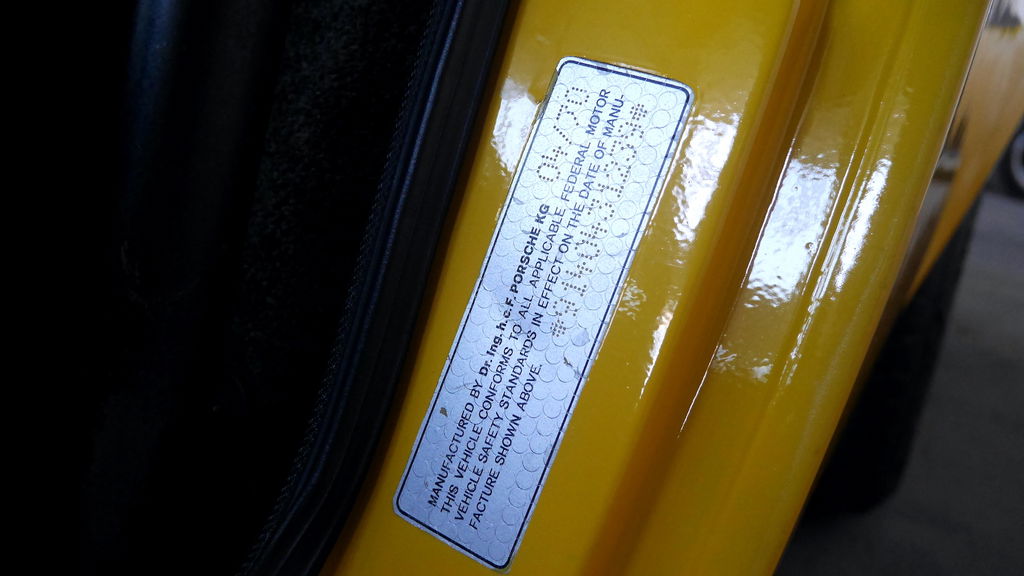 MANUFACTURED BY Dr. Ing. h.c. F. PORSCHE KG
THIS VEHICLE CONFORMS TO ALL APPLICABLE FEDERAL MOTOR
VEHICLE SAFETY STANDARDS IN EFFECT ON THE DATE OF MANU-
FACTURE SHOWN ABOVE.